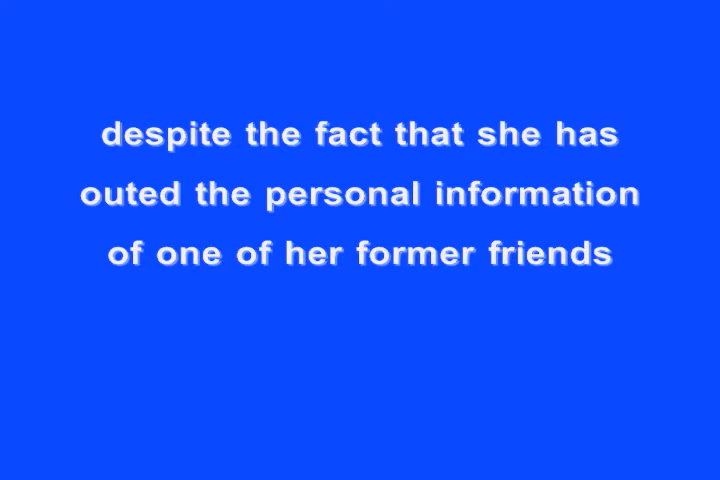 despite the fact that she has
outed the personal information
of one of her former friends